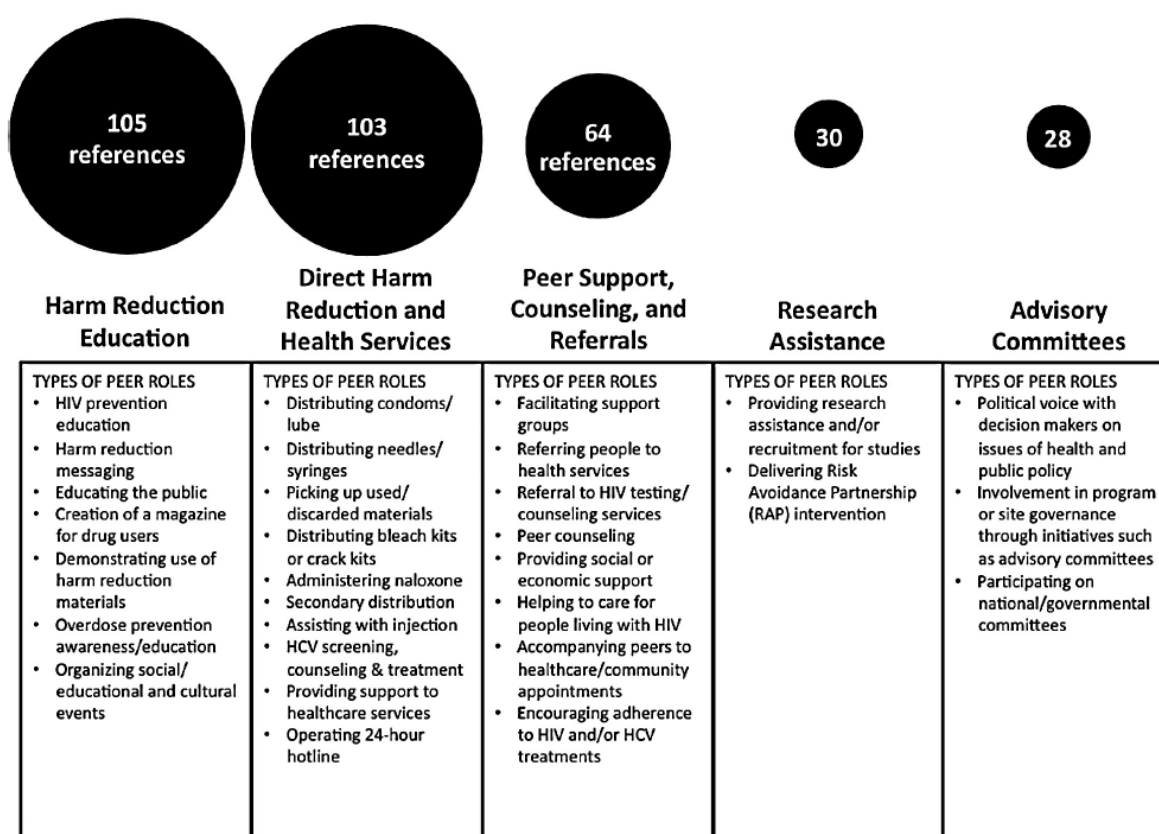 105
references
103
references
64
references
30
28
Harm Reduction
Education
Direct Harm
Reduction and
Health Services
Peer Support,
Counseling, and
Referrals
Research
Assistance
Advisory
Committees
TYPES OF PEER ROLES
• HIV prevention
education
• Harm reduction
messaging
• Educating the public
• Creation of a magazine
for drug users
• Demonstrating use of
harm reduction
materials
• Overdose prevention
awareness/education
• Organizing social/
educational and cultural
events
TYPES OF PEER ROLES
• Distributing condoms/
lube
• Distributing needles/
syringes
• Picking up used/
discarded materials
• Distributing bleach kits
or crack kits
• Administering naloxone
• Secondary distribution
• Assisting with injection
• HCV screening,
counseling & treatment
• Providing support to
healthcare services
• Operating 24-hour
hotline
TYPES OF PEER ROLES
• Facilitating support
groups
• Referring people to
health services
• Referral to HIV testing/
counseling services
• Peer counseling
• Providing social or
economic support
• Helping to care for
people living with HIV
• Accompanying peers to
healthcare/community
appointments
• Encouraging adherence
to HIV and/or HCV
treatments
TYPES OF PEER ROLES
• Providing research
assistance and/or
recruitment for studies
• Delivering Risk
Avoidance Partnership
(RAP) intervention
TYPES OF PEER ROLES
• Political voice with
decision makers on
issues of health and
public policy
• Involvement in program
or site governance
through initiatives such
as advisory committees
• Participating on
national/governmental
committees